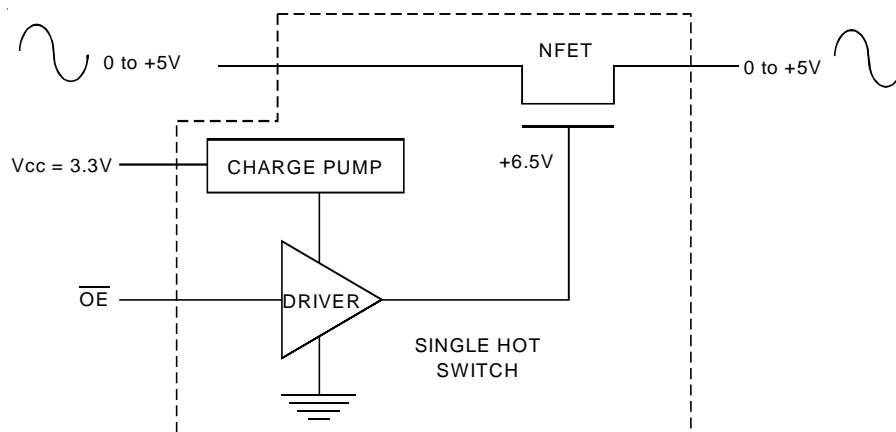 NFET
0 to +5V
0 to +5V
Vcc = 3.3V
CHARGE PUMP
+6.5V
OE
DRIVER
SINGLE HOT
SWITCH